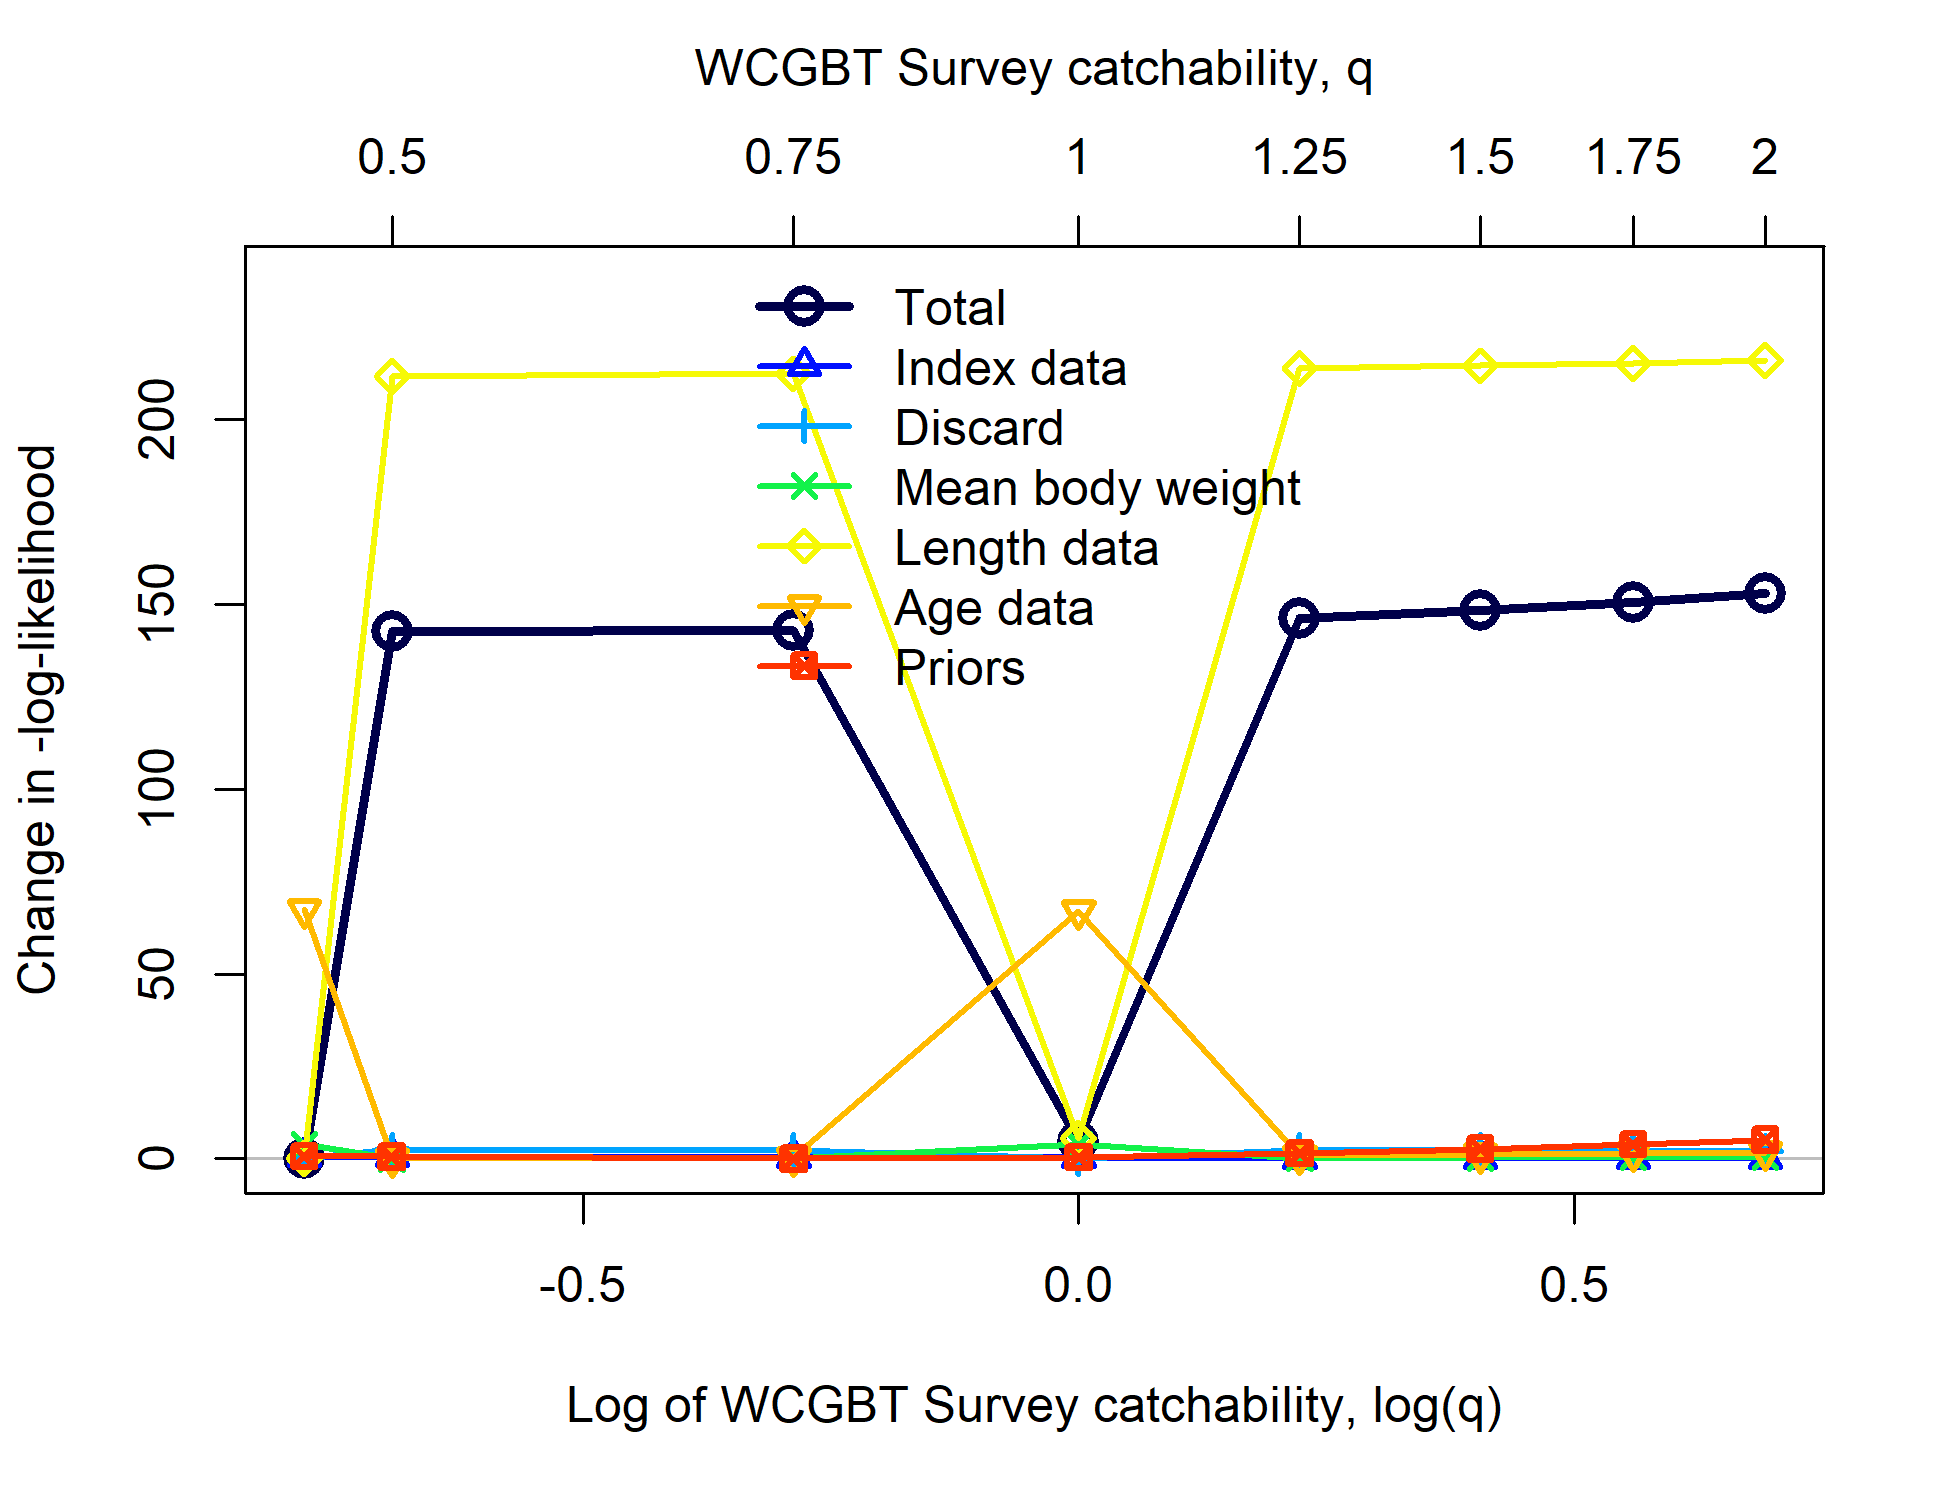 WCGBT Survey catchability, q
0.5 0.75 1 1.25 1.5 1.75 2
Total
Index data
Discard
Mean body weight
Length data
Age data
Priors
Change in -log-likelihood
200
150
100
50
0
-0.5 0.0 0.5
Log of WCGBT Survey catchability, log(q)